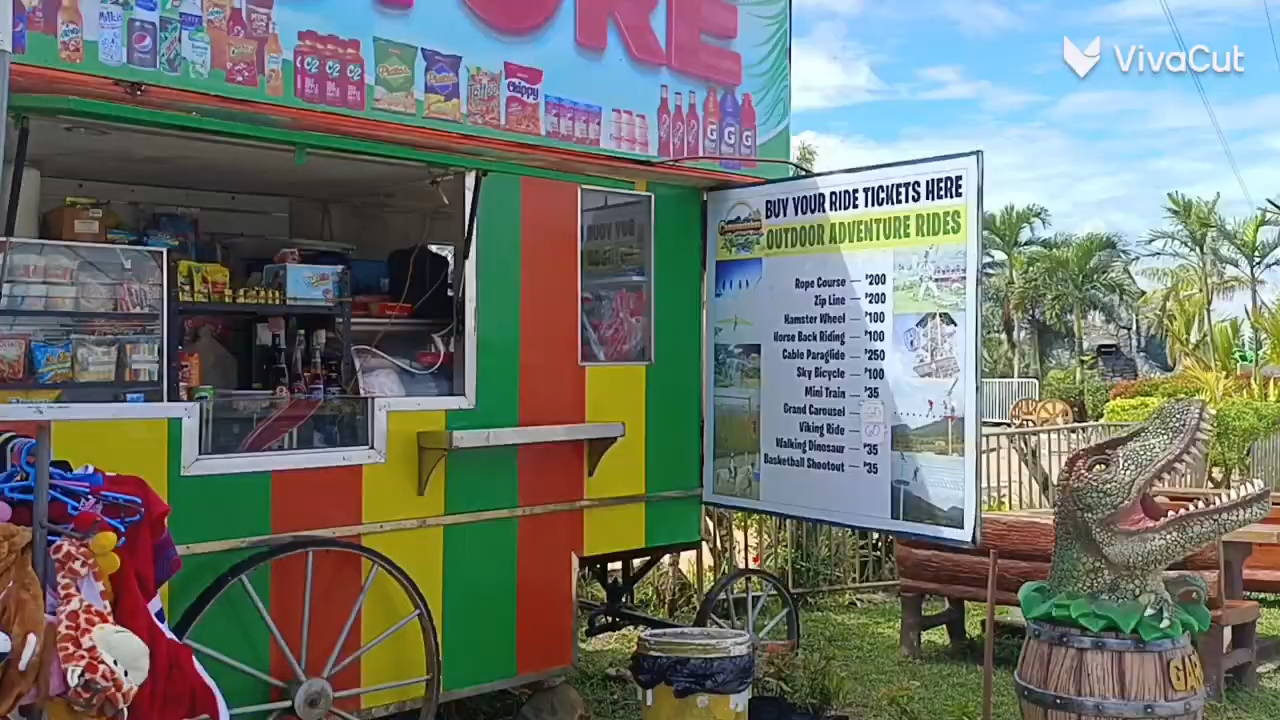 VivaCut
C2
C2
C2
Piattos
Chippy
G
G
G
BUY YOUR RIDE TICKETS HERE
OUTDOOR ADVENTURE RIDES
Rope Course — ₱200
Zip Line — ₱200
Hamster Wheel — ₱100
Horse Back Riding — ₱100
Cable Paraglide — ₱250
Sky Bicycle — ₱100
Mini Train — ₱35
Grand Carousel
Viking Ride — 60
Walking Dinosaur — ₱35
Basketball Shootout — ₱35